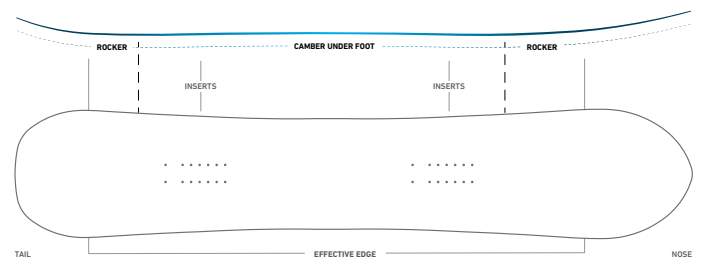 ROCKER CAMBER UNDER FOOT ROCKER
INSERTS INSERTS
TAIL EFFECTIVE EDGE NOSE